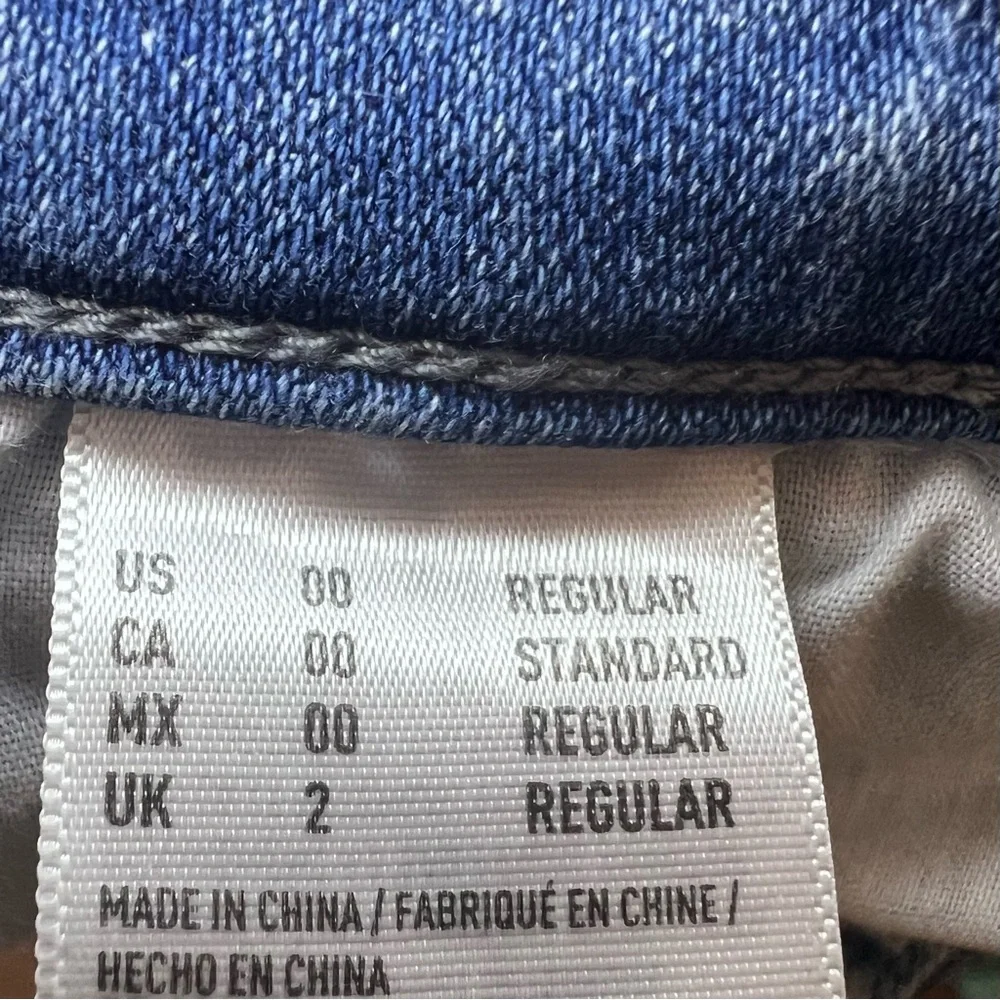 US 00 REGULAR
CA 00 STANDARD
MX 00 REGULAR
UK 2 REGULAR
MADE IN CHINA / FABRIQUÉ EN CHINE /
HECHO EN CHINA